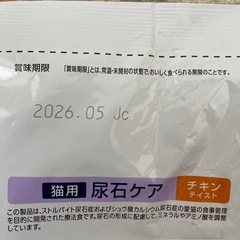 賞味期限
「賞味期限」とは、常温・未開封の状態で、おいしく食べられる期限のことです。
2026.05 Jc
猫用 尿石ケア
チキン
テイスト
この製品は、ストルバイト尿石症およびシュウ酸カルシウム尿石症の愛猫の食事管理
を目的に開発された療法食です。尿石の形成に配慮して、ミネラルやアミノ酸を調整
しています。